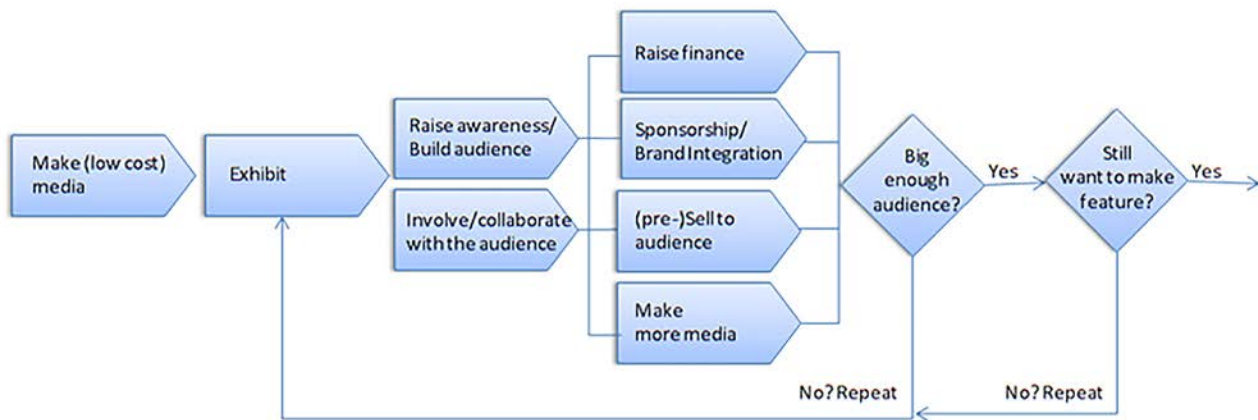 Make (low cost)
media
Exhibit
Raise awareness/
Build audience
Involve/collaborate
with the audience
Raise finance
Sponsorship/
Brand Integration
(pre-)Sell to
audience
Make
more media
Big
enough
audience?
Yes
No? Repeat
Still
want to make
feature?
Yes
No? Repeat